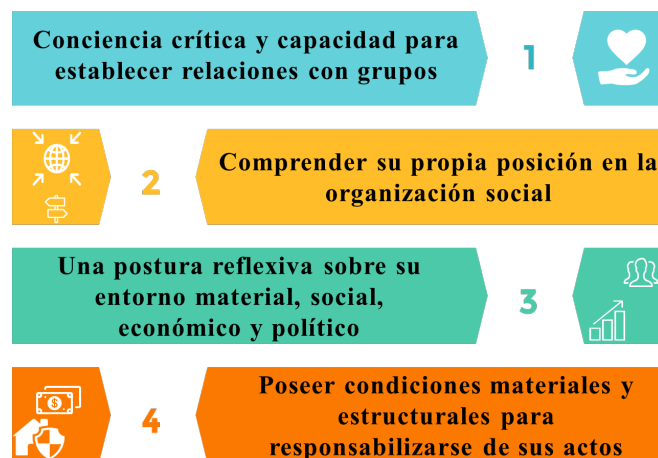 Conciencia crítica y capacidad para
establecer relaciones con grupos
1
2
Comprender su propia posición en la
organización social
Una postura reflexiva sobre su
entorno material, social,
económico y político
3
4
Poseer condiciones materiales y
estructurales para
responsabilizarse de sus actos